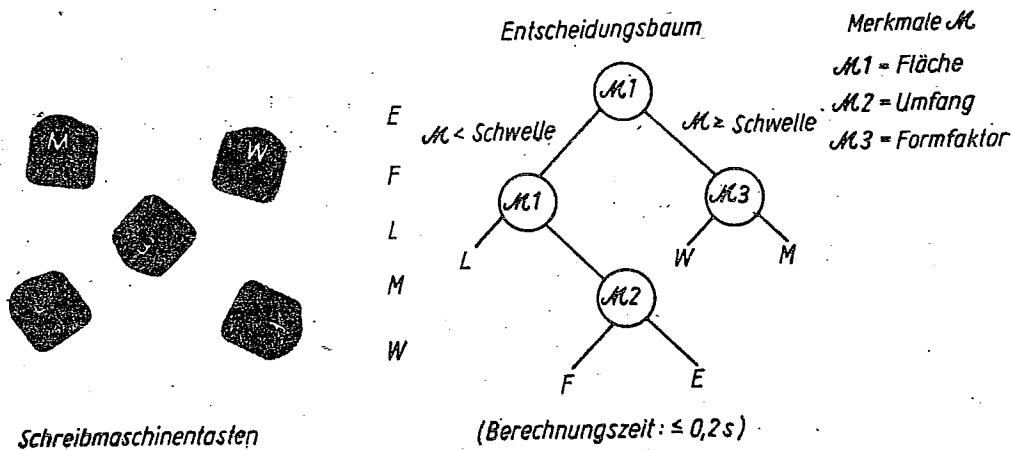 Entscheidungsbaum
Merkmale ℳ
ℳ1 = Fläche
ℳ2 = Umfang
ℳ3 = Formfaktor
M
W
E
F
L
M
W
ℳ1
ℳ < Schwelle
ℳ ≥ Schwelle
ℳ1
ℳ3
L
W
M
ℳ2
F
E
Schreibmaschinentasten
(Berechnungszeit: ≤ 0,2 s)